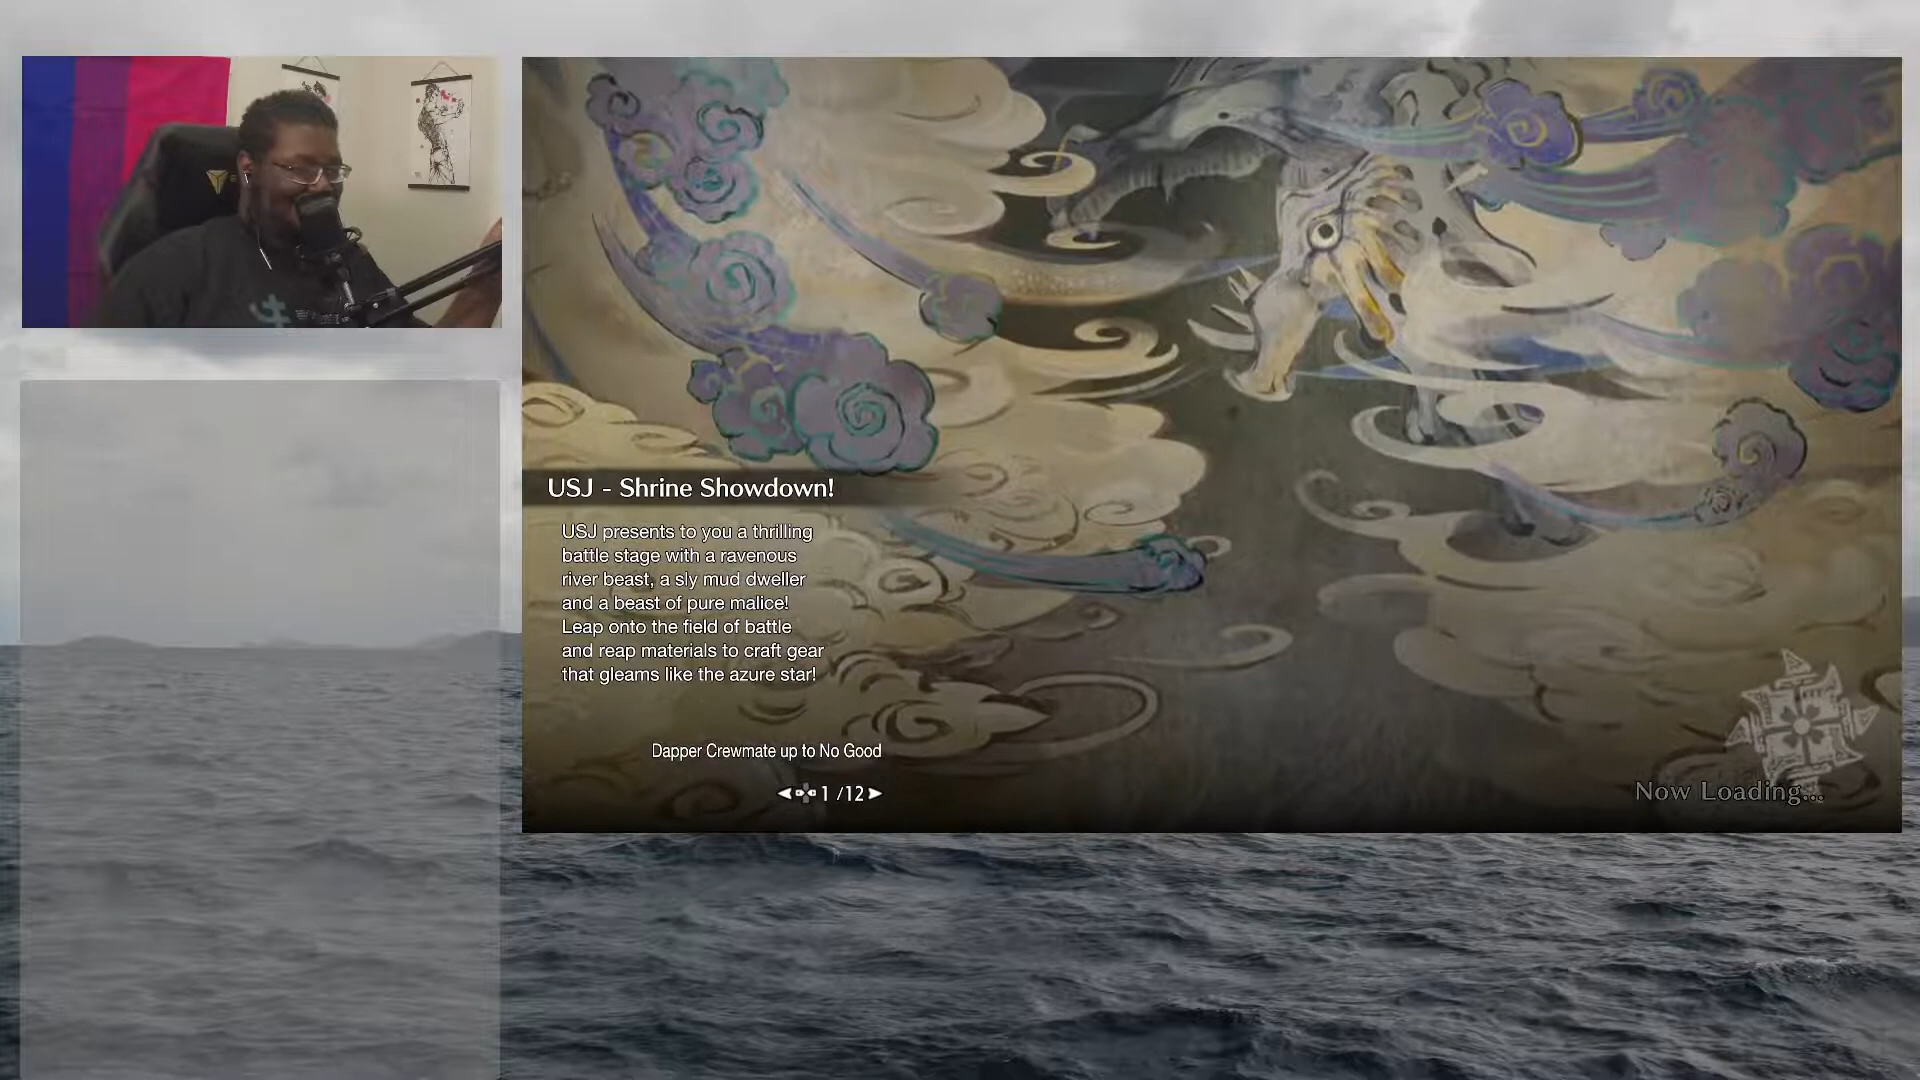 USJ - Shrine Showdown!
USJ presents to you a thrilling
battle stage with a ravenous
river beast, a sly mud dweller
and a beast of pure malice!
Leap onto the field of battle
and reap materials to craft gear
that gleams like the azure star!
Dapper Crewmate up to No Good
1 /12
Now Loading...